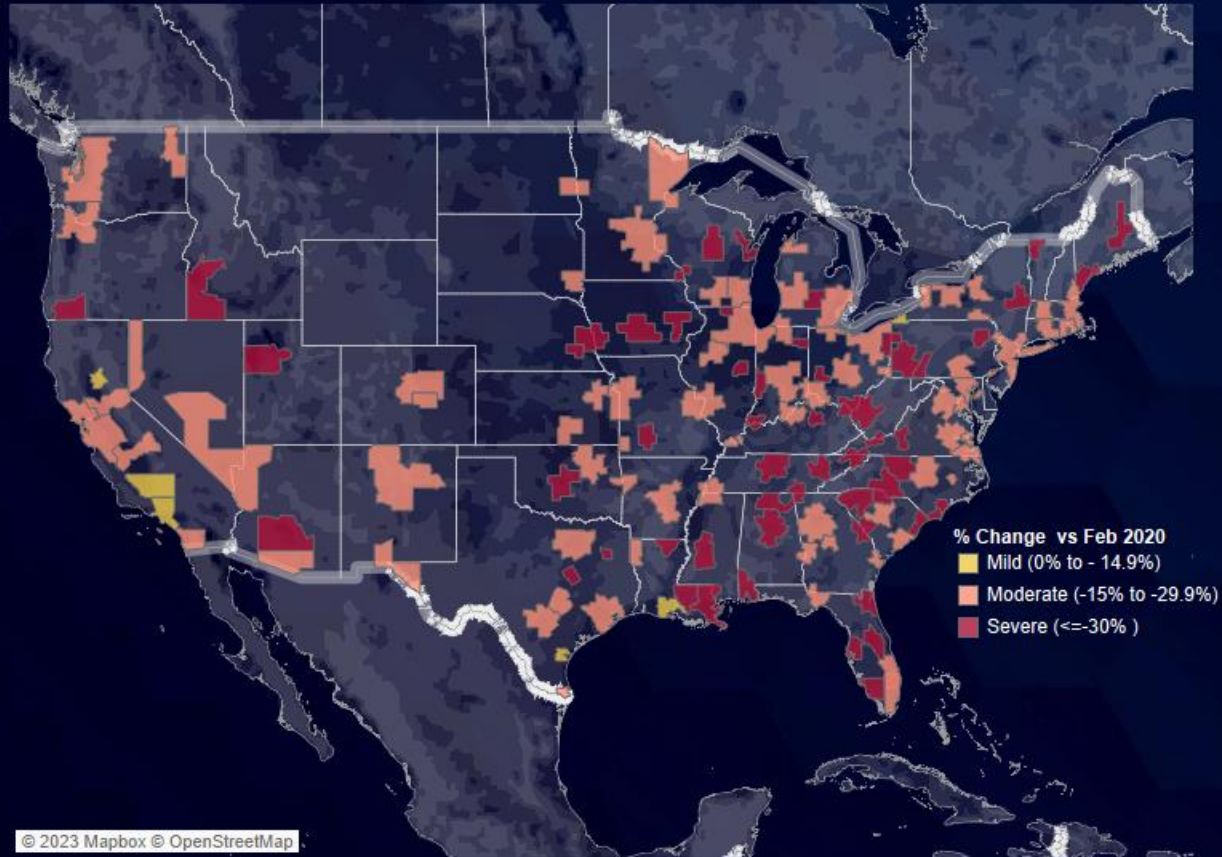 % Change vs Feb 2020
Mild (0% to - 14.9%)
Moderate (-15% to -29.9%)
Severe (<=-30% )
© 2023 Mapbox © OpenStreetMap